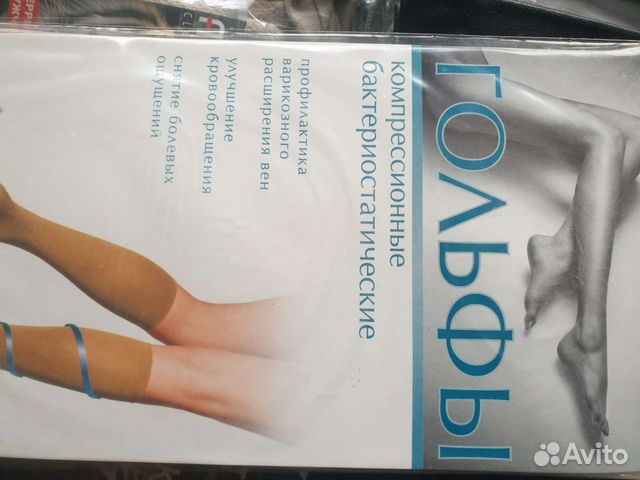 ГОЛЬФЫ
компрессионные
бактериостатические
профилактика
варикозного
расширения вен
улучшение
кровообращения
снятие болевых
ощущений
Avito